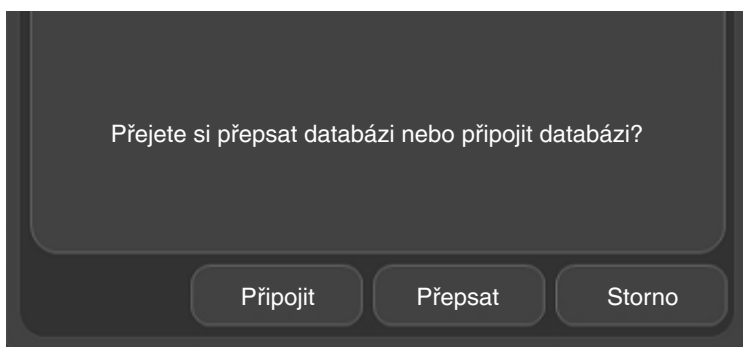 Přejete si přepsat databázi nebo připojit databázi?
Připojit Přepsat Storno